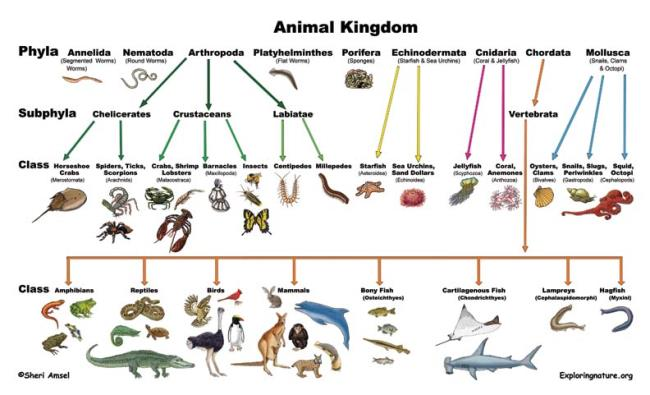 Animal Kingdom
Phyla Annelida Nematoda Arthropoda Platyhelminthes Porifera Echinodermata Cnidaria Chordata Mollusca
(Segmented Worms) (Round Worms) (Flat Worms) (Sponges) (Starfish & Sea Urchins) (Coral & Jellyfish) (Snails, Clams
Worms) & Octopi)
Subphyla Chelicerates Crustaceans Labiatae Vertebrata
Class Horseshoe Spiders, Ticks, Crabs, Shrimp Barnacles Insects Centipedes Millepedes Starfish Sea Urchins, Jellyfish Coral, Oysters, Snails, Slugs, Squid,
Crabs Scorpions Lobsters (Maxillopoda) (Asteroidea) Sand Dollars (Scyphozoa) Anemones Clams Periwinkles Octopi
(Merostomata) (Arachnida) (Malacostraca) (Echinoidea) (Anthozoa) (Bivalves) (Gastropoda) (Cephalopods)
Class Amphibians Reptiles Birds Mammals Bony Fish Cartilagenous Fish Lampreys Hagfish
(Osteichthyes) (Chondrichthyes) (Cephalaspidomorphi) (Myxini)
©Sheri Amsel Exploringnature.org